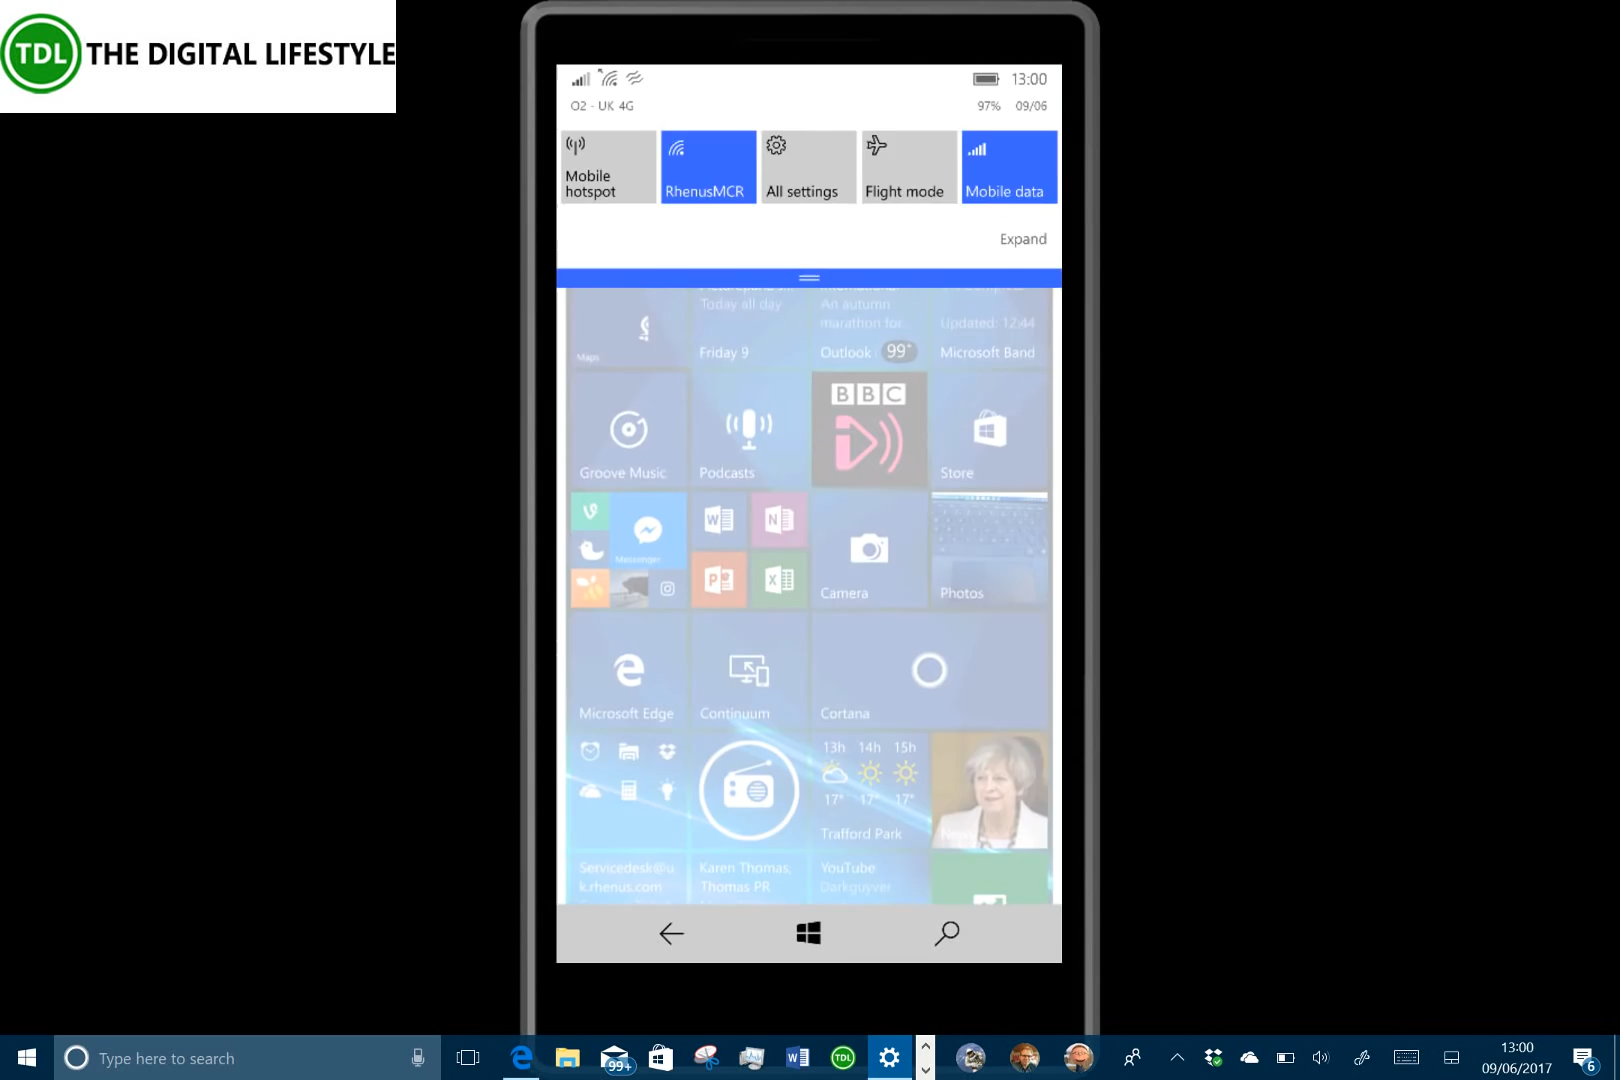 TDL THE DIGITAL LIFESTYLE
13:00
O2 - UK 4G
97% 09/06
Mobile hotspot
RhenusMCR
All settings
Flight mode
Mobile data
Expand
Today all day
An autumn
marathon for..
Updated: 12:44
Maps
Friday 9
Outlook 99+
Microsoft Band
BBC
Groove Music
Podcasts
Store
Messenger
Camera
Photos
Microsoft Edge
Continuum
Cortana
13h 14h 15h
17° 17° 17°
Trafford Park
News
Servicedesk@u
k.rhenus.com
Karen Thomas,
Thomas PR
YouTube
Darkguyver
Type here to search
99+
TDL
13:00
09/06/2017
6